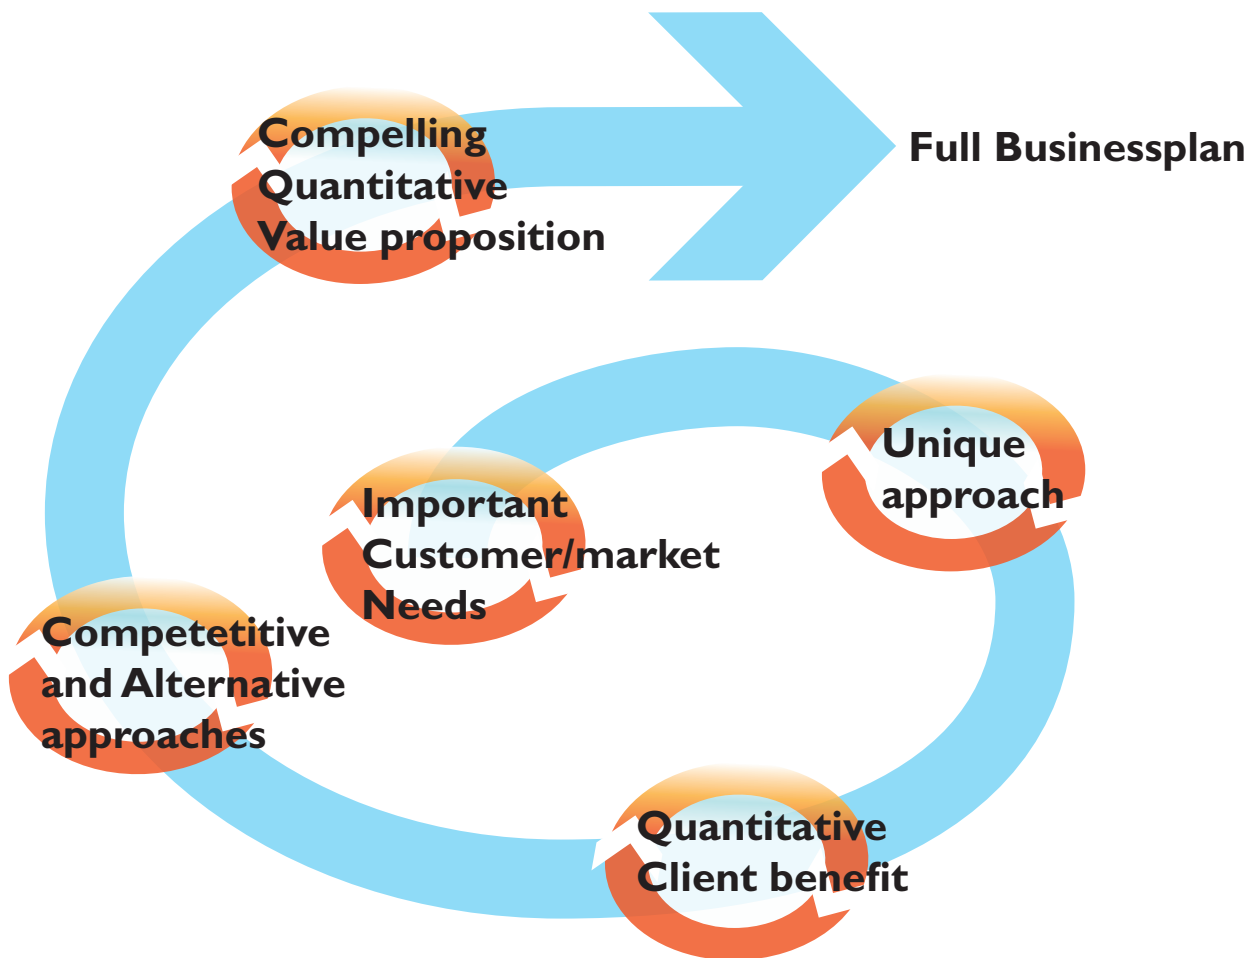 Compelling
Quantitative
Value proposition
Full Businessplan
Unique
approach
Important
Customer/market
Needs
Competetitive
and Alternative
approaches
Quantitative
Client benefit